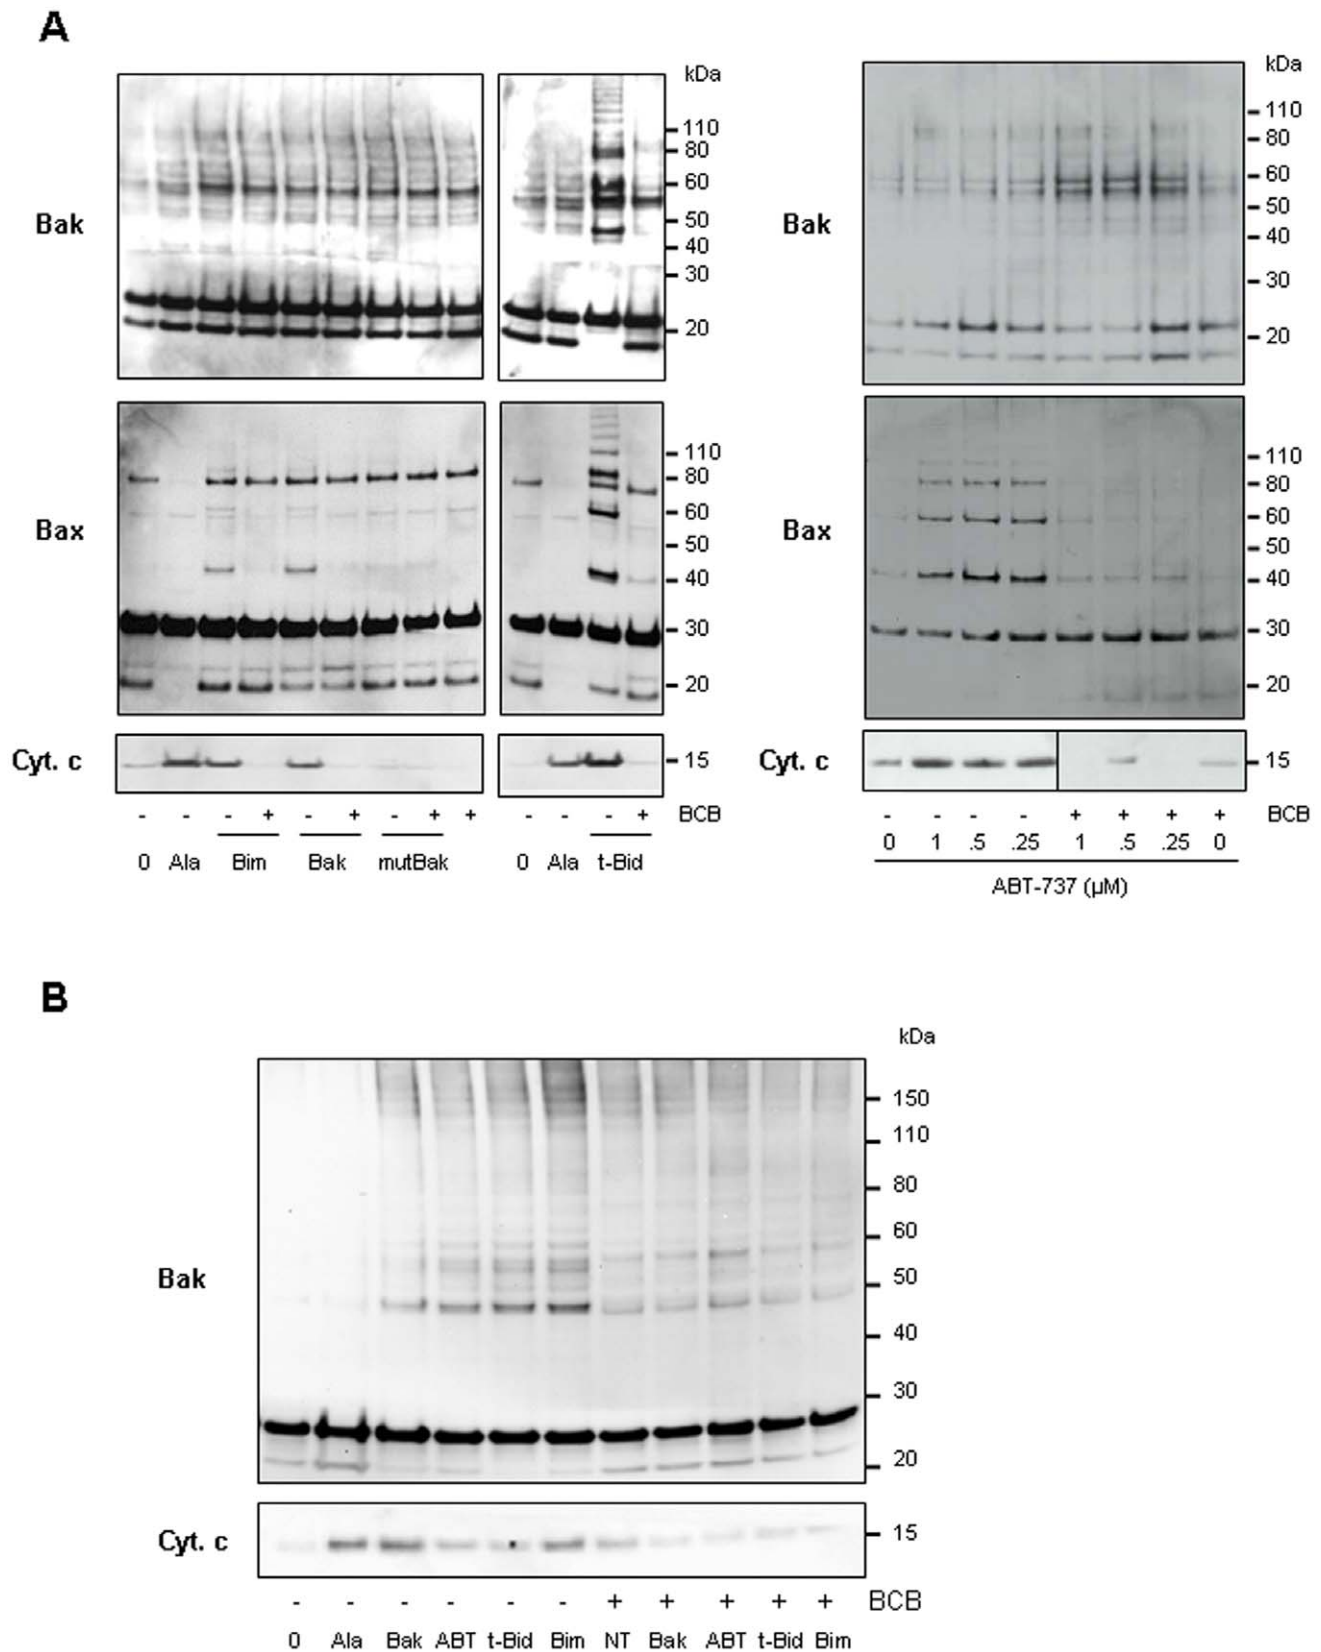 A
kDa
110
80
60
50
40
30
20
Bak
kDa
110
80
60
50
40
30
20
Bak
110
80
60
50
40
30
20
Bax
110
80
60
50
40
30
20
Bax
Cyt. c
15
Cyt. c
15
- - - + - + - + + - - - + BCB
0 Ala Bim Bak mutBak 0 Ala t-Bid
- - - - + + + + BCB
0 1 .5 .25 1 .5 .25 0
ABT-737 (µM)
B
kDa
150
110
80
60
50
40
30
20
Bak
Cyt. c
15
- - - - - - + + + + + BCB
0 Ala Bak ABT t-Bid Bim NT Bak ABT t-Bid Bim